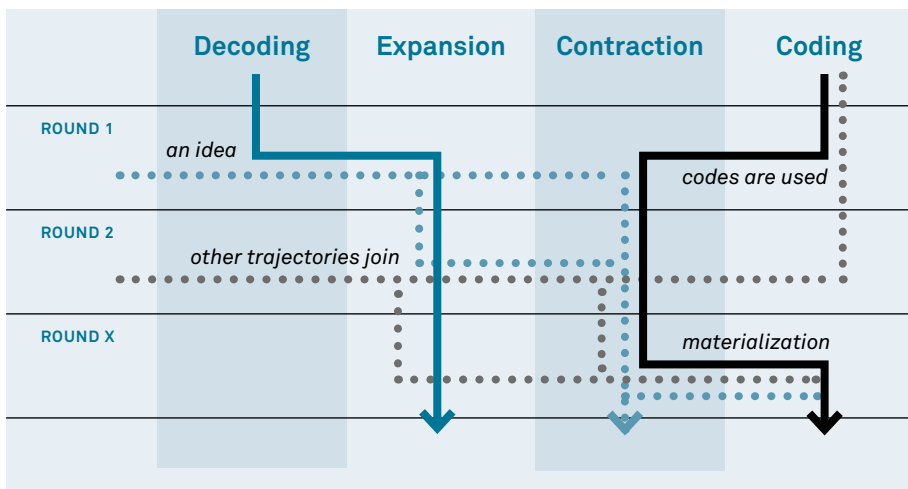 Decoding Expansion Contraction Coding
ROUND 1
an idea
codes are used
ROUND 2
other trajectories join
ROUND X
materialization